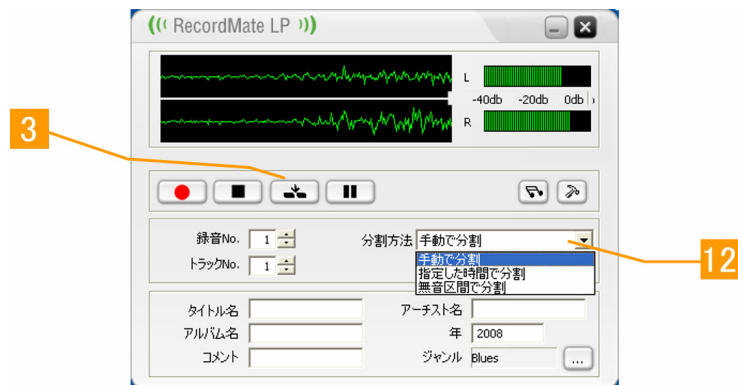 ((( RecordMate LP )))
L
-40db -20db 0db
R
3
録音No. 1
分割方法 手動で分割
手動で分割
指定した時間で分割
無音区間で分割
12
トラックNo. 1
タイトル名
アーチスト名
アルバム名
年 2008
コメント
ジャンル Blues
...